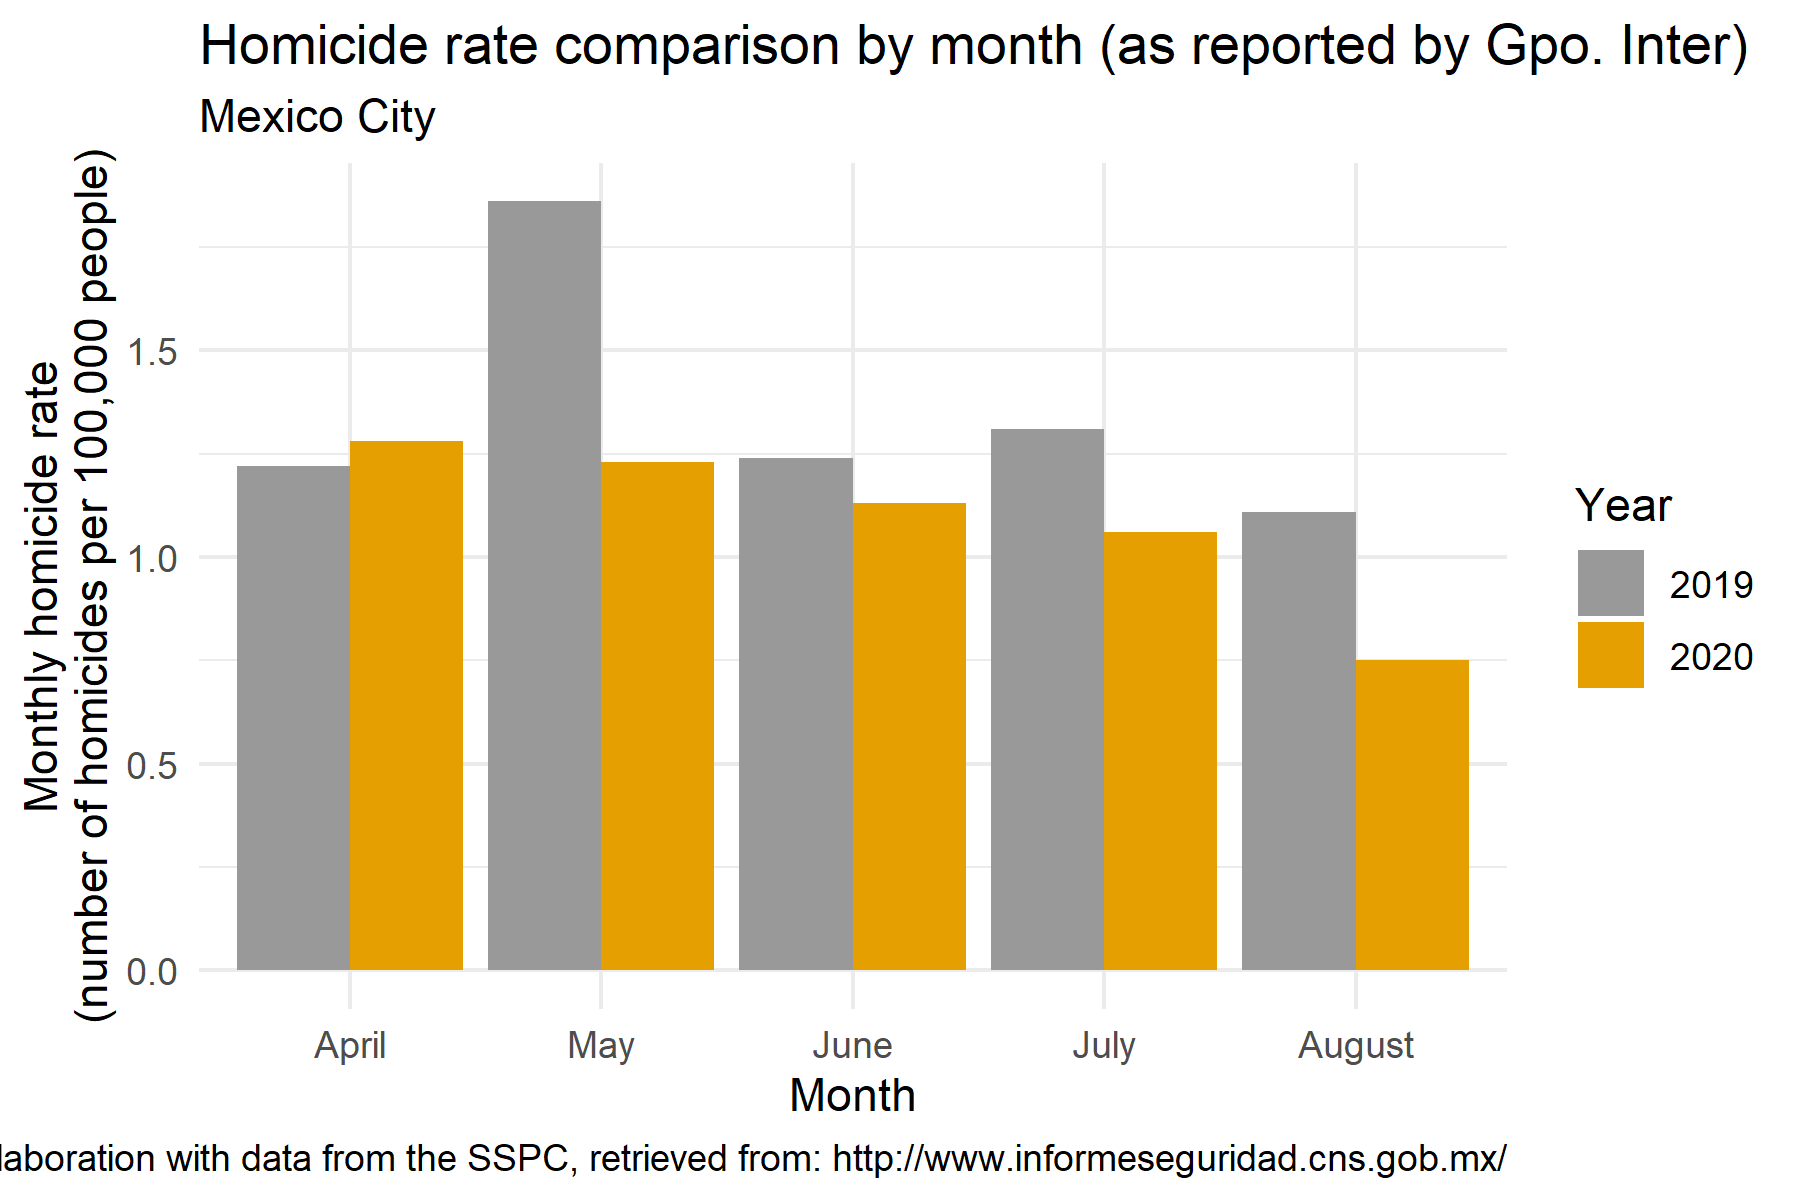 Homicide rate comparison by month (as reported by Gpo. Inter)
Mexico City
Monthly homicide rate
(number of homicides per 100,000 people)
1.5
1.0
0.5
0.0
April
May
June
July
August
Month
Year
2019
2020
laboration with data from the SSPC, retrieved from: http://www.informeseguridad.cns.gob.mx/